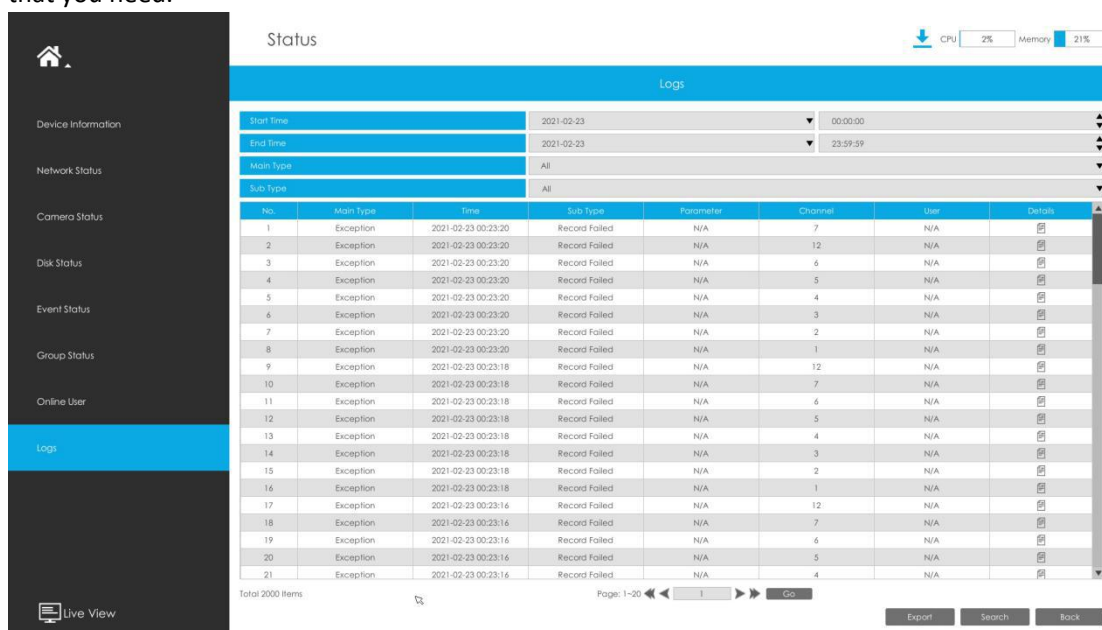 that you need.
Status
CPU 2% Memory 21%
Logs
Device Information
Network Status
Camera Status
Disk Status
Event Status
Group Status
Online User
Logs
Live View
Start Time 2021-02-23 00:00:00
End Time 2021-02-23 23:59:59
Main Type All
Sub Type All
No. Main Type Time Sub Type Parameter Channel User Details
1 Exception 2021-02-23 00:23:20 Record Failed N/A 7 N/A
2 Exception 2021-02-23 00:23:20 Record Failed N/A 12 N/A
3 Exception 2021-02-23 00:23:20 Record Failed N/A 6 N/A
4 Exception 2021-02-23 00:23:20 Record Failed N/A 5 N/A
5 Exception 2021-02-23 00:23:20 Record Failed N/A 4 N/A
6 Exception 2021-02-23 00:23:20 Record Failed N/A 3 N/A
7 Exception 2021-02-23 00:23:20 Record Failed N/A 2 N/A
8 Exception 2021-02-23 00:23:20 Record Failed N/A 1 N/A
9 Exception 2021-02-23 00:23:18 Record Failed N/A 12 N/A
10 Exception 2021-02-23 00:23:18 Record Failed N/A 7 N/A
11 Exception 2021-02-23 00:23:18 Record Failed N/A 6 N/A
12 Exception 2021-02-23 00:23:18 Record Failed N/A 5 N/A
13 Exception 2021-02-23 00:23:18 Record Failed N/A 4 N/A
14 Exception 2021-02-23 00:23:18 Record Failed N/A 3 N/A
15 Exception 2021-02-23 00:23:18 Record Failed N/A 2 N/A
16 Exception 2021-02-23 00:23:18 Record Failed N/A 1 N/A
17 Exception 2021-02-23 00:23:16 Record Failed N/A 12 N/A
18 Exception 2021-02-23 00:23:16 Record Failed N/A 7 N/A
19 Exception 2021-02-23 00:23:16 Record Failed N/A 6 N/A
20 Exception 2021-02-23 00:23:16 Record Failed N/A 5 N/A
21 Exception 2021-02-23 00:23:16 Record Failed N/A 4 N/A
Total 2000 Items Page: 1~20 1 Go
Export Search Back